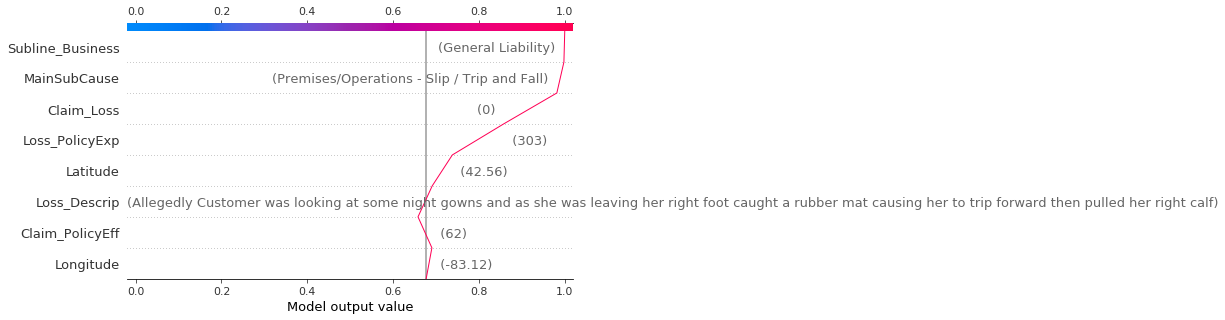 0.0 0.2 0.4 0.6 0.8 1.0
Subline_Business (General Liability)
MainSubCause (Premises/Operations - Slip / Trip and Fall)
Claim_Loss (0)
Loss_PolicyExp (303)
Latitude (42.56)
Loss_Descrip (Allegedly Customer was looking at some night gowns and as she was leaving her right foot caught a rubber mat causing her to trip forward then pulled her right calf)
Claim_PolicyEff (62)
Longitude (-83.12)
0.0 0.2 0.4 0.6 0.8 1.0
Model output value